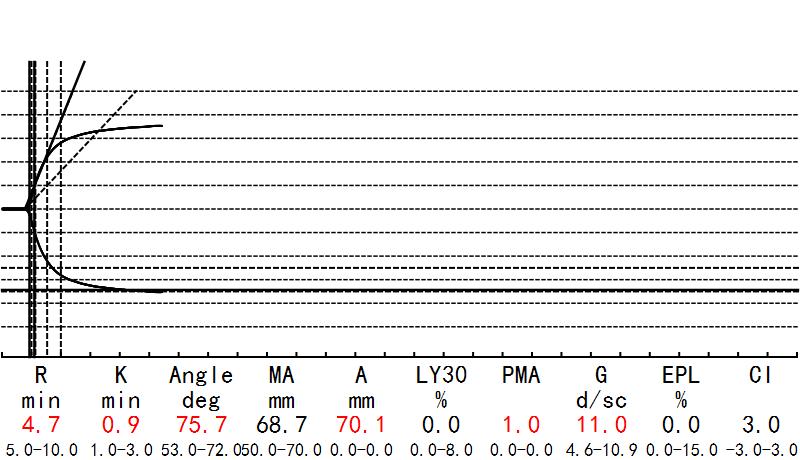 R K Angle MA A LY30 PMA G EPL CI
min min deg mm mm % d/sc %
4.7 0.9 75.7 68.7 70.1 0.0 1.0 11.0 0.0 3.0
5.0-10.0 1.0-3.0 53.0-72.0 50.0-70.0 0.0-0.0 0.0-8.0 0.0-0.0 4.6-10.9 0.0-15.0 -3.0-3.0